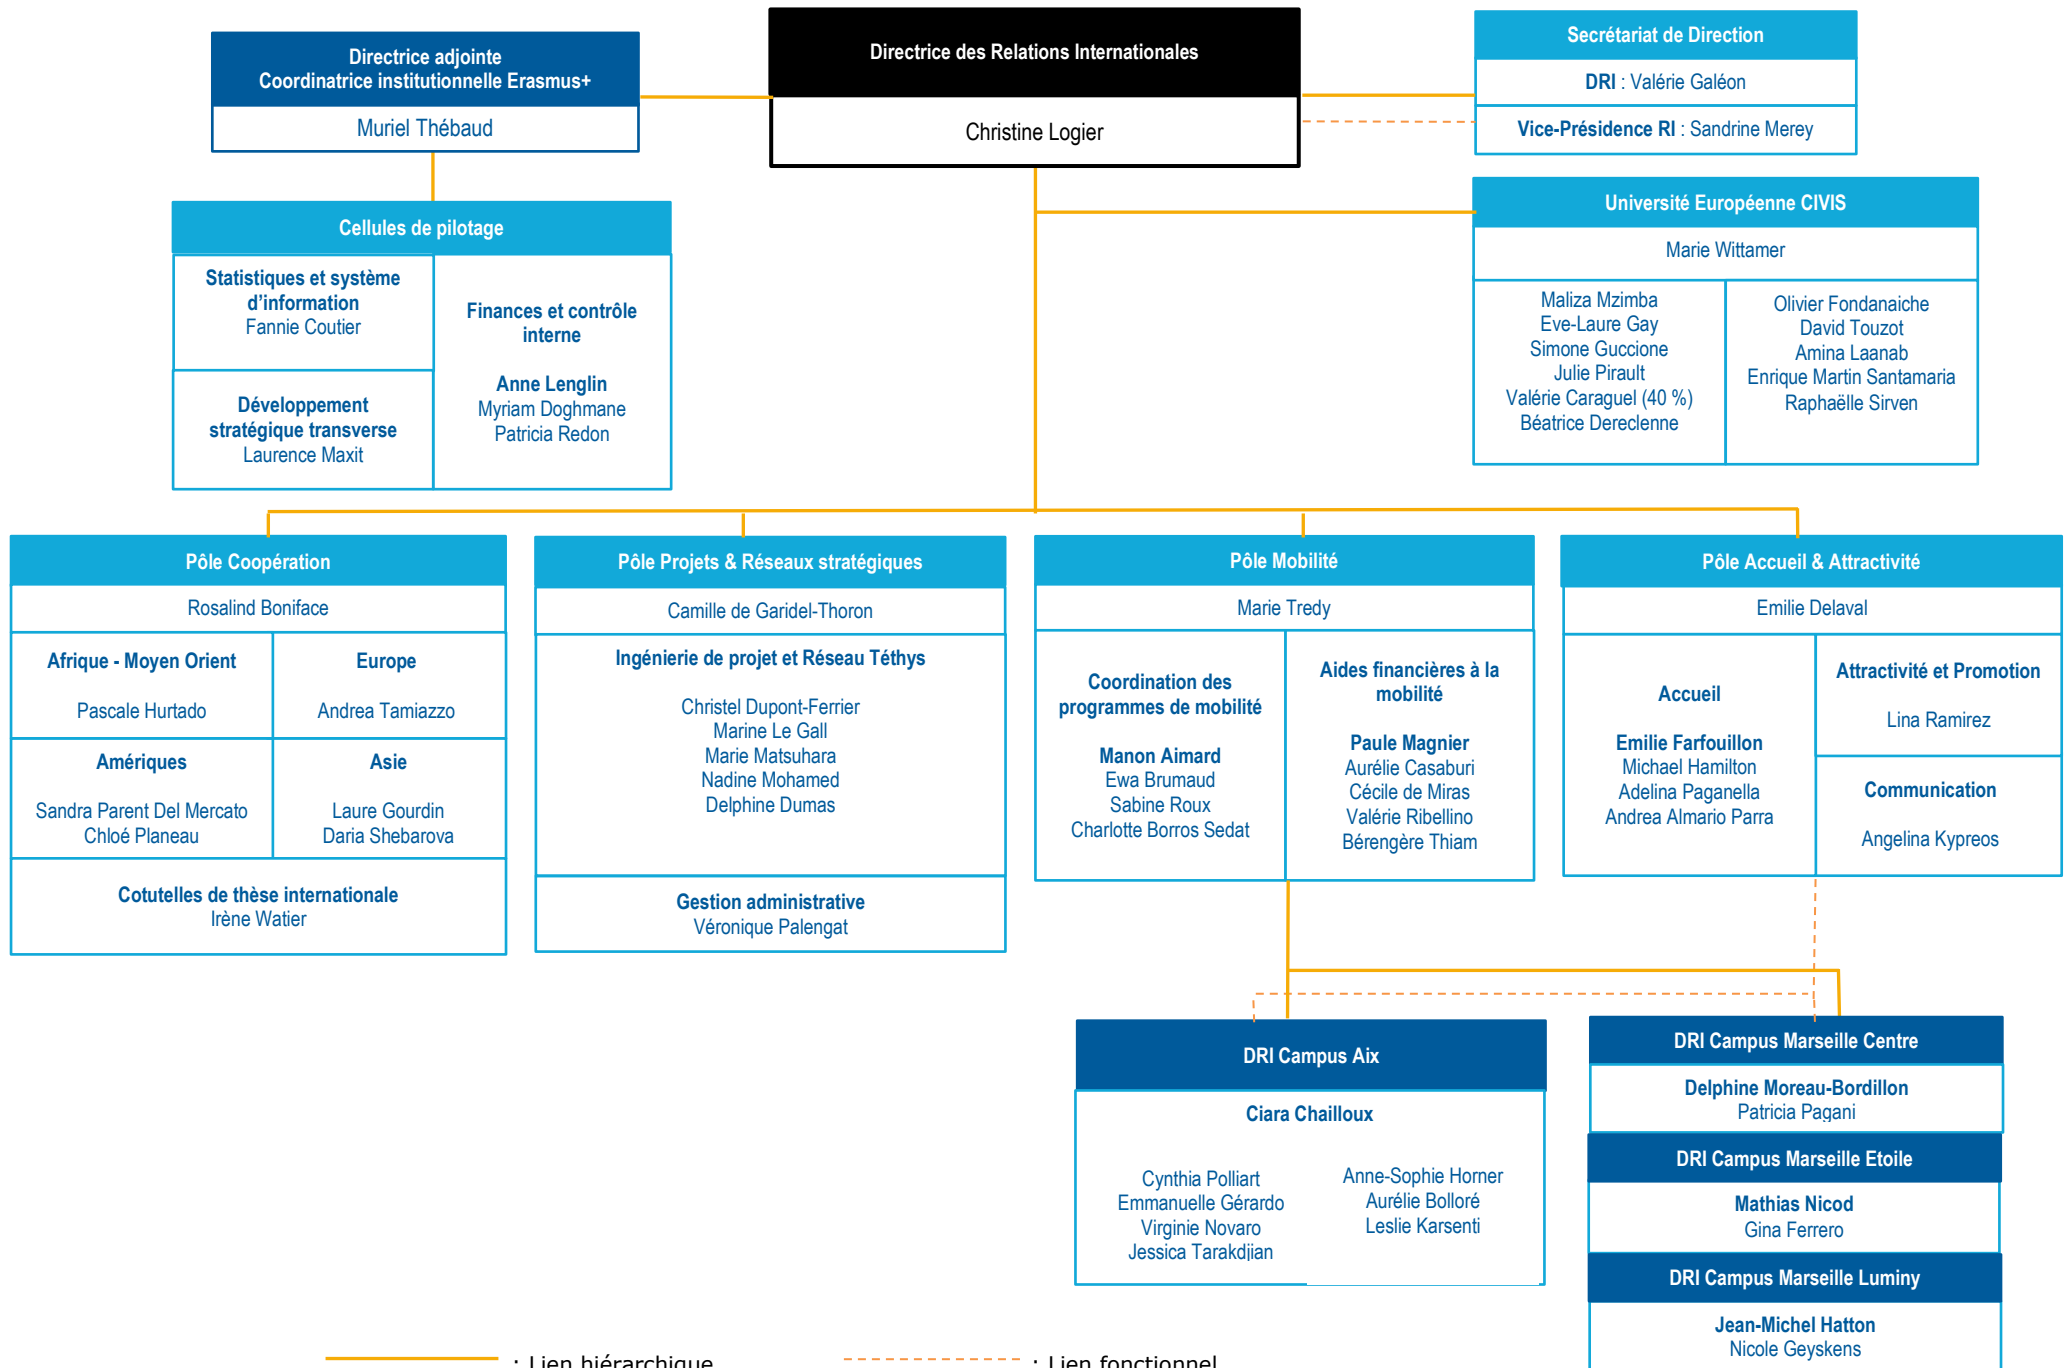 Directrice adjointe
Coordinatrice institutionnelle Erasmus+
Muriel Thébaud
Directrice des Relations Internationales
Christine Logier
Secrétariat de Direction
DRI : Valérie Galéon
Vice-Présidence RI : Sandrine Merey
Université Européenne CIVIS
Marie Wittamer
Maliza Mzimba
Eve-Laure Gay
Simone Guccione
Julie Pirault
Valérie Caraguel (40 %)
Béatrice Dereclenne
Olivier Fondanaiche
David Touzot
Amina Laanab
Enrique Martin Santamaria
Raphaëlle Sirven
Cellules de pilotage
Statistiques et système
d’information
Fannie Coutier
Développement
stratégique transverse
Laurence Maxit
Finances et contrôle
interne
Anne Lenglin
Myriam Doghmane
Patricia Redon
Pôle Coopération
Rosalind Boniface
Afrique - Moyen Orient
Pascale Hurtado
Europe
Andrea Tamiazzo
Amériques
Sandra Parent Del Mercato
Chloé Planeau
Asie
Laure Gourdin
Daria Shebarova
Cotutelles de thèse internationale
Irène Watier
Pôle Projets & Réseaux stratégiques
Camille de Garidel-Thoron
Ingénierie de projet et Réseau Téthys
Christel Dupont-Ferrier
Marine Le Gall
Marie Matsuhara
Nadine Mohamed
Delphine Dumas
Gestion administrative
Véronique Palengat
Pôle Mobilité
Marie Tredy
Coordination des
programmes de mobilité
Manon Aimard
Ewa Brumaud
Sabine Roux
Charlotte Borros Sedat
Aides financières à la
mobilité
Paule Magnier
Aurélie Casaburi
Cécile de Miras
Valérie Ribellino
Bérengère Thiam
Pôle Accueil & Attractivité
Emilie Delaval
Accueil
Emilie Farfouillon
Michael Hamilton
Adelina Paganella
Andrea Almario Parra
Attractivité et Promotion
Lina Ramirez
Communication
Angelina Kypreos
DRI Campus Aix
Ciara Chailloux
Cynthia Polliart
Emmanuelle Gérardo
Virginie Novaro
Jessica Tarakdjian
Anne-Sophie Horner
Aurélie Bolloré
Leslie Karsenti
DRI Campus Marseille Centre
Delphine Moreau-Bordillon
Patricia Pagani
DRI Campus Marseille Etoile
Mathias Nicod
Gina Ferrero
DRI Campus Marseille Luminy
Jean-Michel Hatton
Nicole Geyskens
: Lien hiérarchique
: Lien fonctionnel